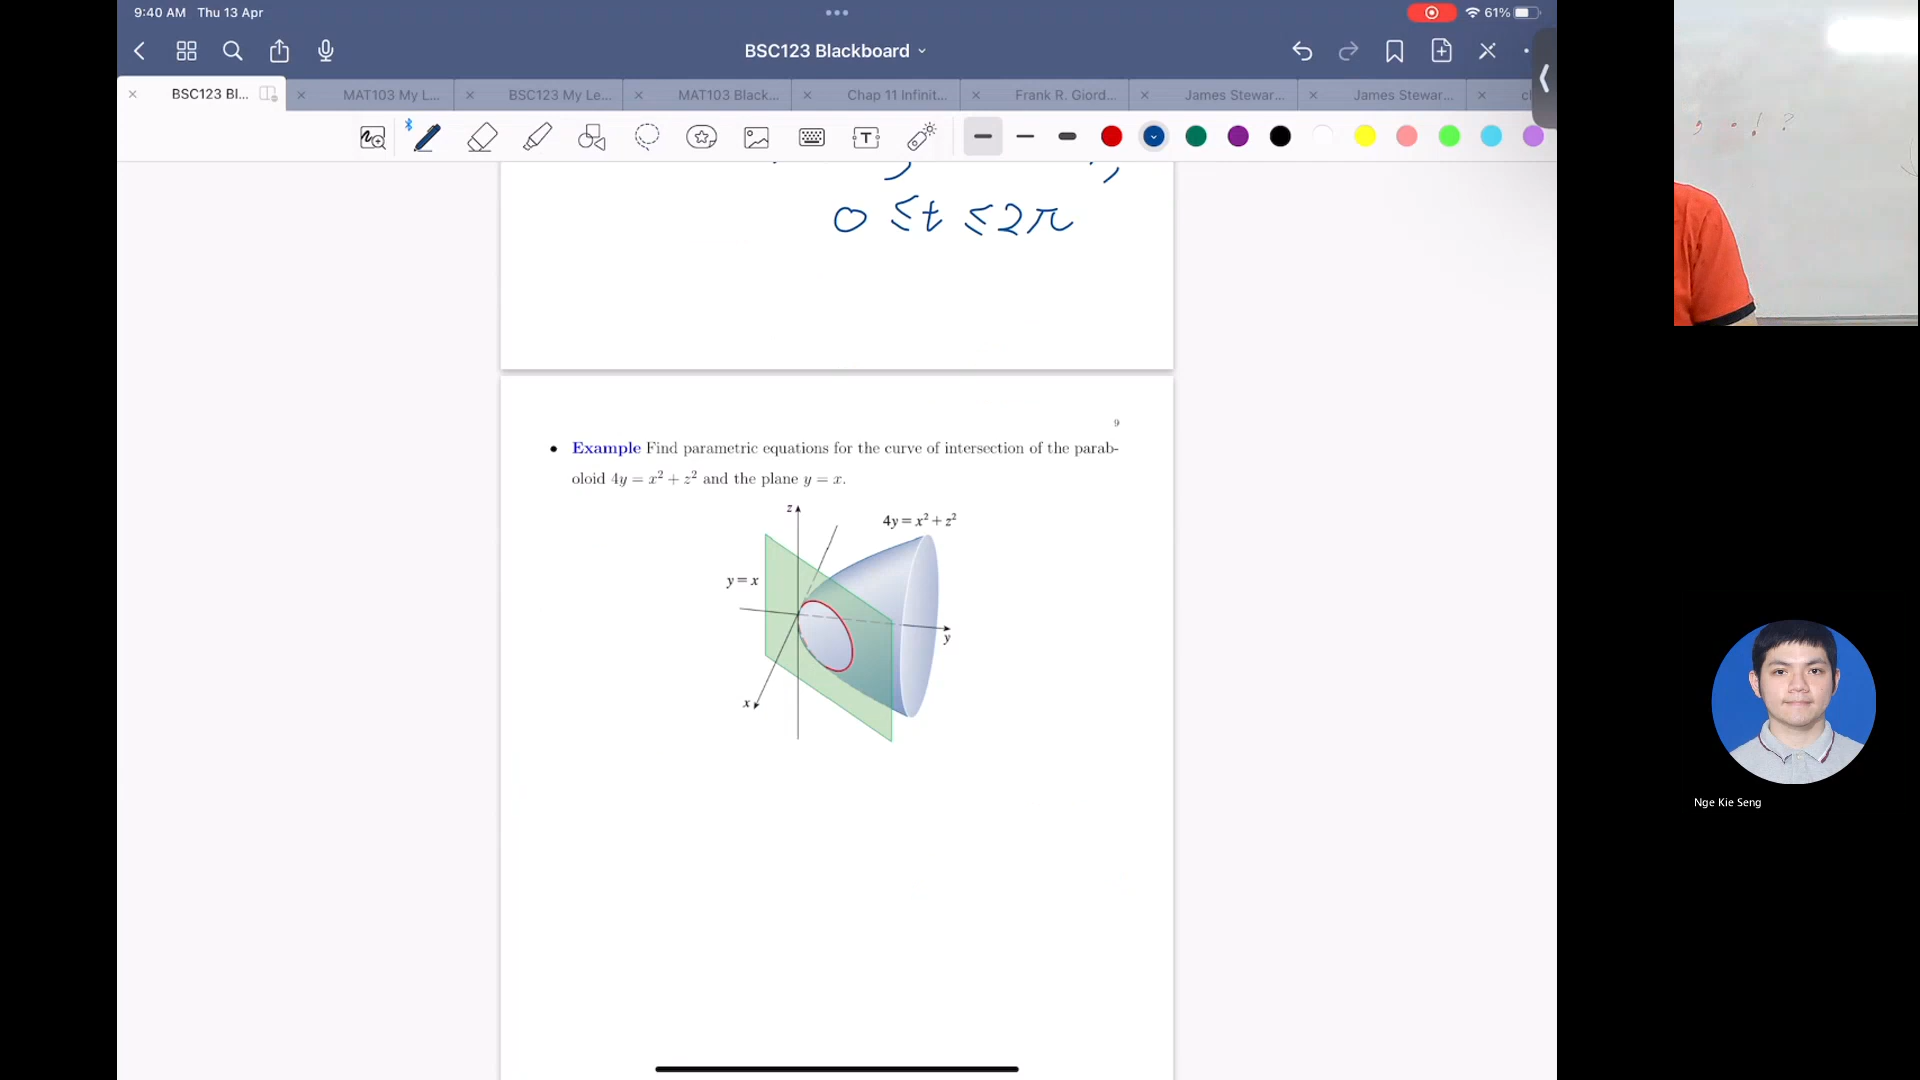 9:40 AM Thu 13 Apr
61%
BSC123 Blackboard
BSC123 Bl...
MAT103 My L...
BSC123 My Le...
MAT103 Black...
Chap 11 Infinit...
Frank R. Giord...
James Stewar...
James Stewar...
0 ≤ t ≤ 2π
9
• Example Find parametric equations for the curve of intersection of the parab-
oloid 4y = x² + z² and the plane y = x.
z
4y = x² + z²
y = x
y
x
Nge Kie Seng